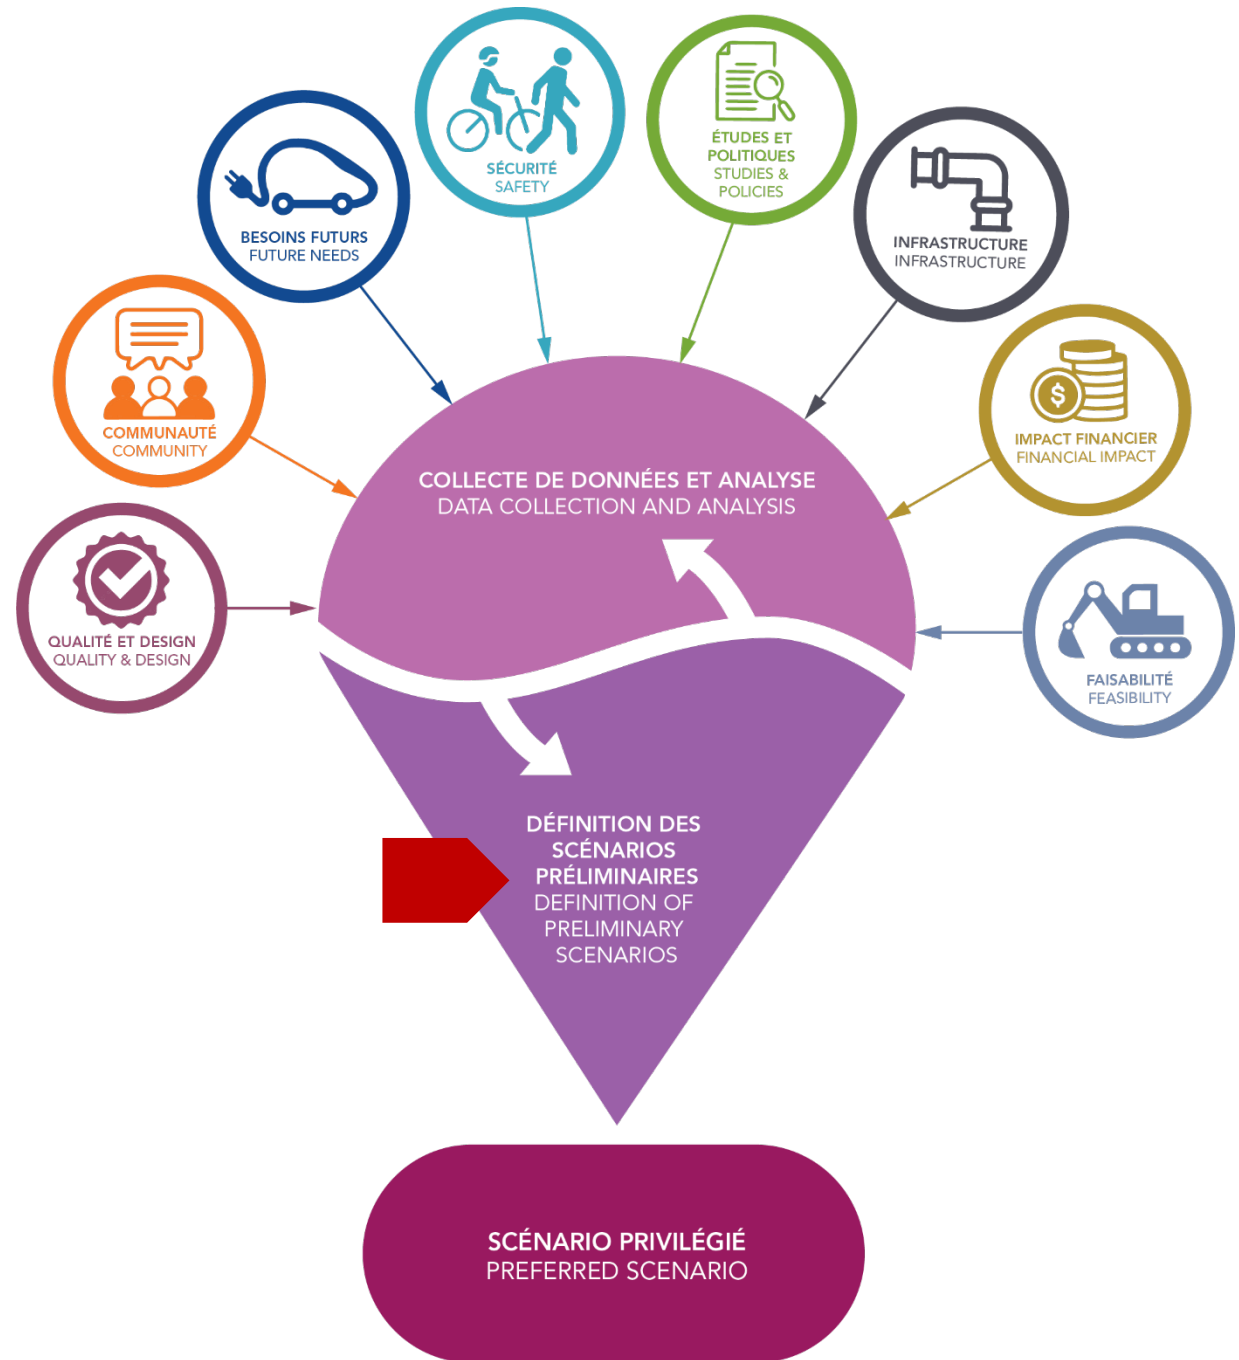 SÉCURITÉ
SAFETY
ÉTUDES ET
POLITIQUES
STUDIES &
POLICIES
BESOINS FUTURS
FUTURE NEEDS
INFRASTRUCTURE
INFRASTRUCTURE
COMMUNAUTÉ
COMMUNITY
$
IMPACT FINANCIER
FINANCIAL IMPACT
QUALITÉ ET DESIGN
QUALITY & DESIGN
FAISABILITÉ
FEASIBILITY
COLLECTE DE DONNÉES ET ANALYSE
DATA COLLECTION AND ANALYSIS
DÉFINITION DES
SCÉNARIOS
PRÉLIMINAIRES
DEFINITION OF
PRELIMINARY
SCENARIOS
SCÉNARIO PRIVILÉGIÉ
PREFERRED SCENARIO